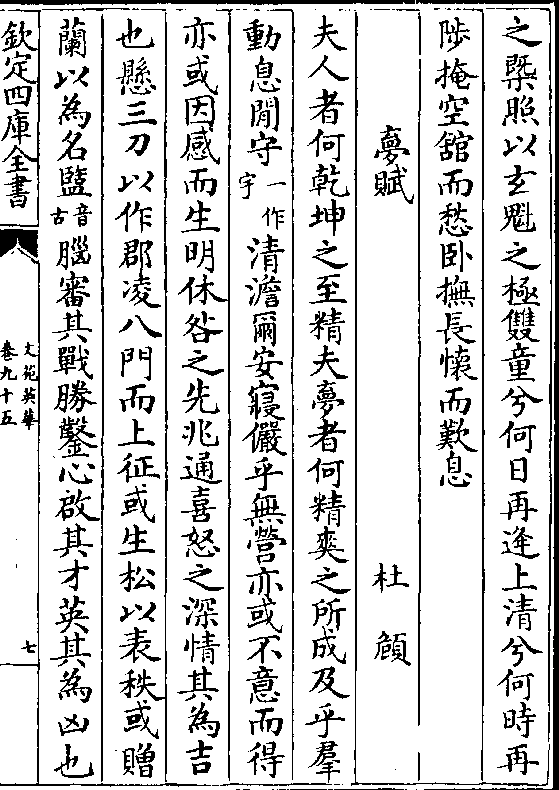 之槩照以玄魁之極雙童兮何日再逢上清兮何時再
陟掩空舘而愁卧撫長懷而歎息
夢賦 杜頠
夫人者何乾坤之至精夫夢者何精爽之所成及乎羣
動息閒守一作宇清澹爾安寢儼乎無營亦或不意而得
亦或因感而生明休咎之先兆通喜怒之深情其為吉
也懸三刀以作郡凌八門而上征或生松以表秩或贈
蘭以為名盬音古腦審其戰勝鑿心啟其才英其為凶也
欽定四庫全書
文苑英華
卷九十五
七